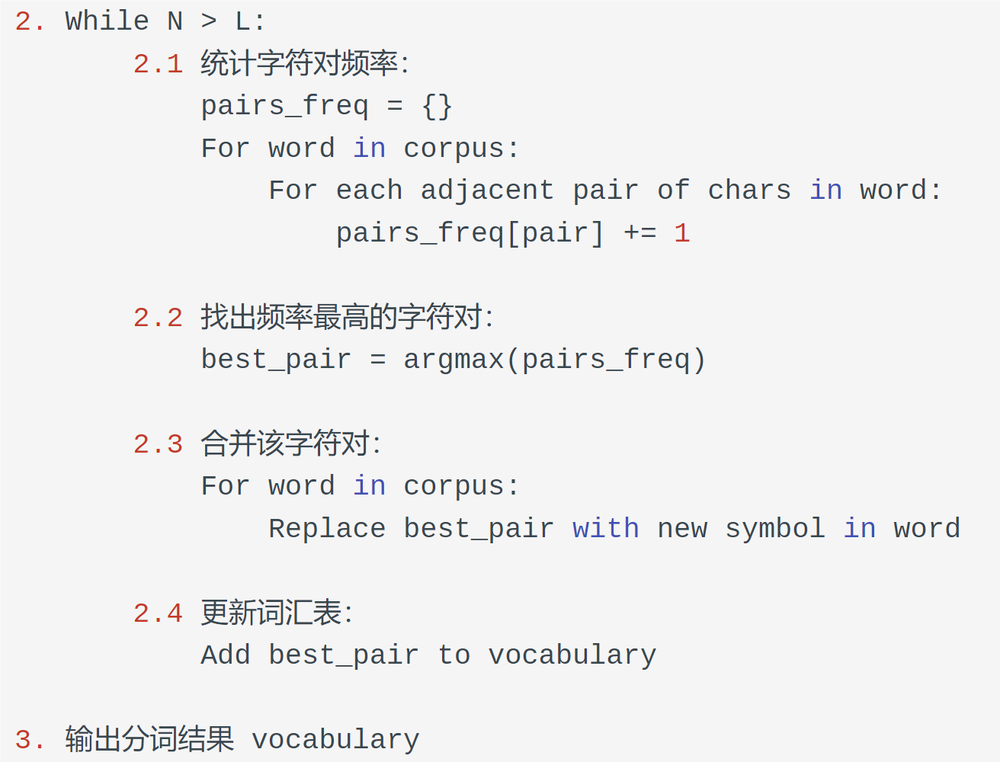 2. While N > L:
2.1 统计字符对频率：
pairs_freq = {}
For word in corpus:
For each adjacent pair of chars in word:
pairs_freq[pair] += 1
2.2 找出频率最高的字符对：
best_pair = argmax(pairs_freq)
2.3 合并该字符对：
For word in corpus:
Replace best_pair with new symbol in word
2.4 更新词汇表：
Add best_pair to vocabulary
3. 输出分词结果 vocabulary